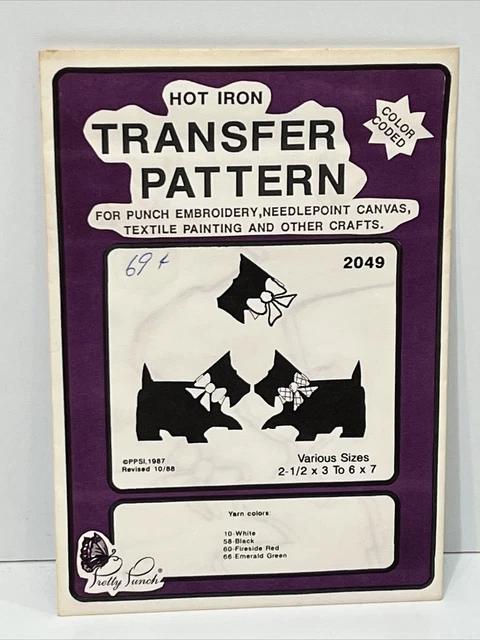 HOT IRON
TRANSFER
PATTERN
FOR PUNCH EMBROIDERY,NEEDLEPOINT CANVAS,
TEXTILE PAINTING AND OTHER CRAFTS.
COLOR
CODED
69¢
2049
©PPSI,1987
Revised 10/88
Various Sizes
2-1/2 x 3 To 6 x 7
Yarn colors:
10-White
58-Black
60-Fireside Red
66-Emerald Green
Pretty Punch®